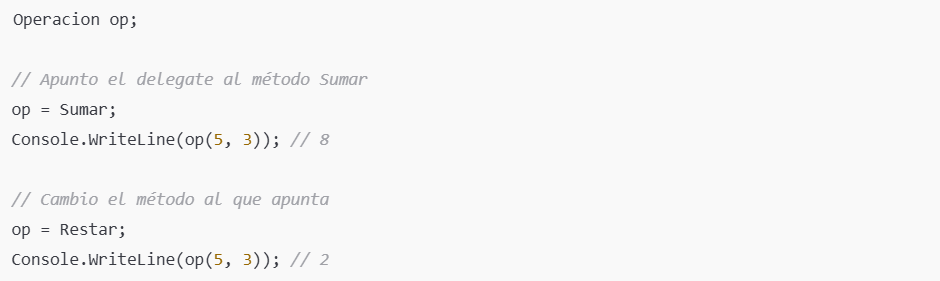 Operacion op;
// Apunto el delegate al método Sumar
op = Sumar;
Console.WriteLine(op(5, 3)); // 8
// Cambio el método al que apunta
op = Restar;
Console.WriteLine(op(5, 3)); // 2